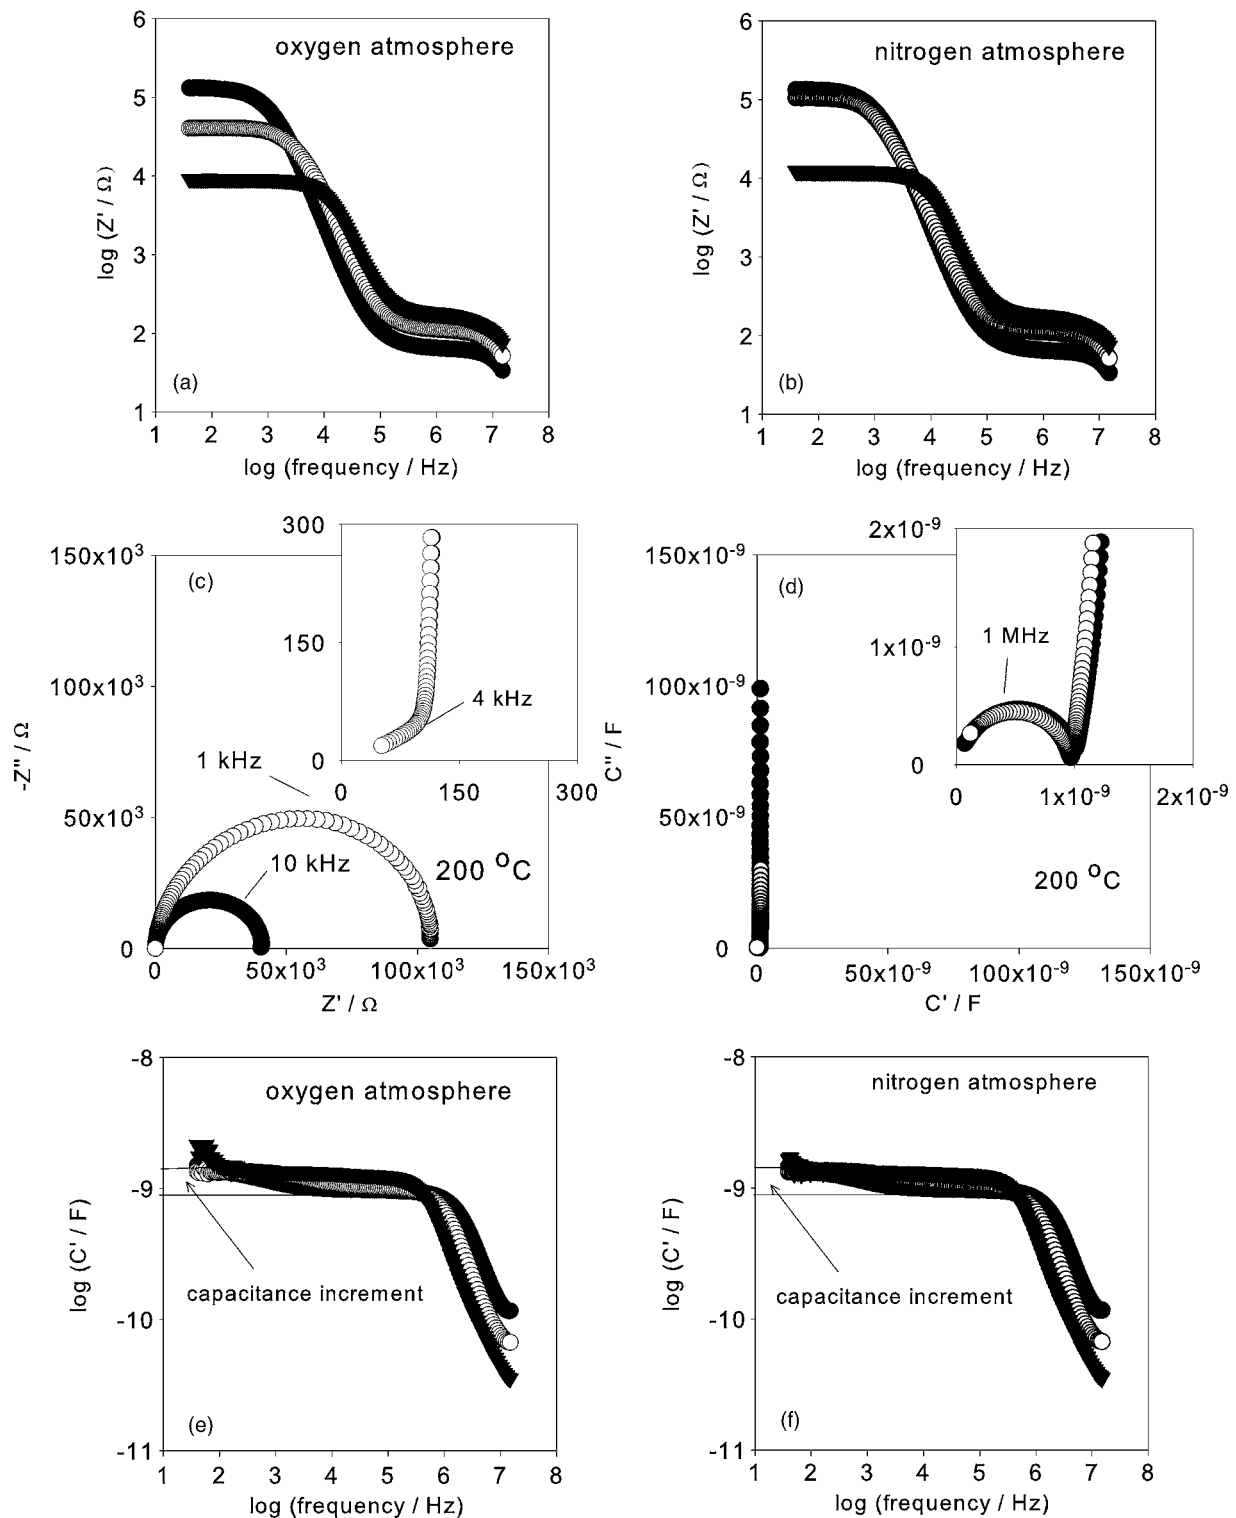 oxygen atmosphere
6
5
4
3
2
1
log (Z' / Ω)
(a)
1 2 3 4 5 6 7 8
log (frequency / Hz)
nitrogen atmosphere
6
5
4
3
2
1
log (Z' / Ω)
(b)
1 2 3 4 5 6 7 8
log (frequency / Hz)
150x10³
100x10³
50x10³
0
-Z'' / Ω
(c)
300
150
0
0 150 300
4 kHz
1 kHz
10 kHz
200 °C
0 50x10³ 100x10³ 150x10³
Z' / Ω
150x10⁻⁹
100x10⁻⁹
50x10⁻⁹
0
C'' / F
(d)
2x10⁻⁹
1x10⁻⁹
0
0 1x10⁻⁹ 2x10⁻⁹
1 MHz
200 °C
0 50x10⁻⁹ 100x10⁻⁹ 150x10⁻⁹
C' / F
-8
-9
-10
-11
log (C' / F)
oxygen atmosphere
capacitance increment
(e)
1 2 3 4 5 6 7 8
log (frequency / Hz)
-8
-9
-10
-11
log (C' / F)
nitrogen atmosphere
capacitance increment
(f)
1 2 3 4 5 6 7 8
log (frequency / Hz)